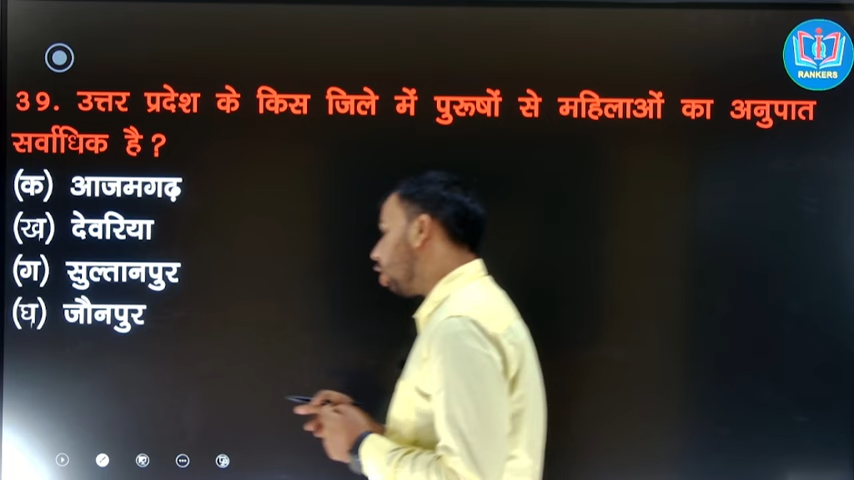 39. उत्तर प्रदेश के किस जिले में पुरूषों से महिलाओं का अनुपात
सर्वाधिक है ?
(क) आजमगढ़
(ख) देवरिया
(ग) सुल्तानपुर
(घ) जौनपुर
RANKERS